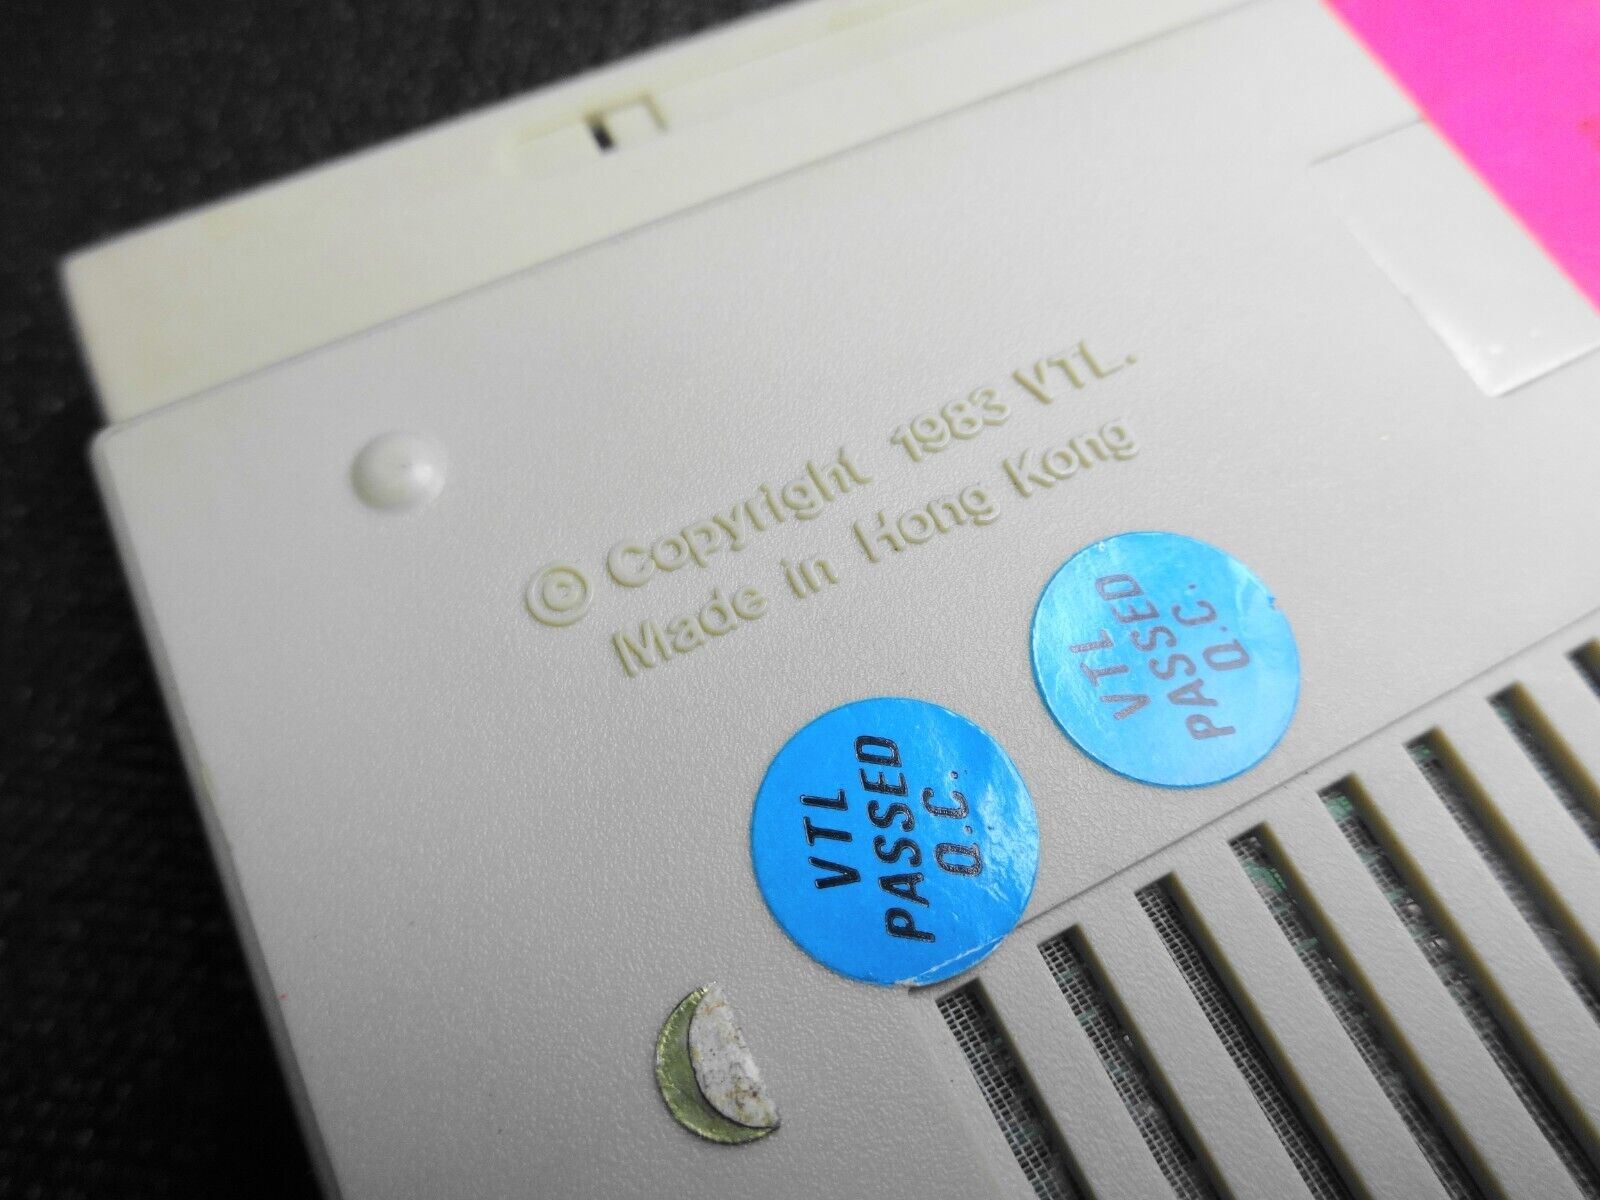 © Copyright 1983 VTL.
Made in Hong Kong
VTL
PASSED
Q.C.
VTL
PASSED
Q.C.